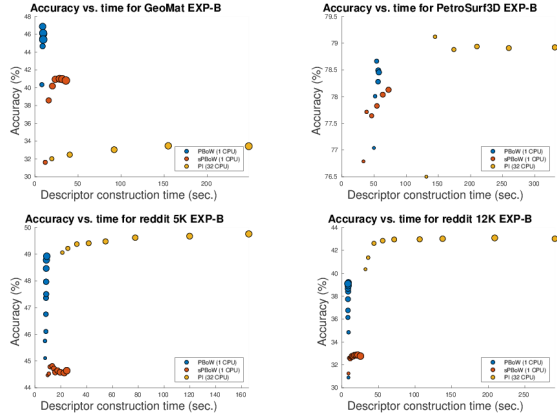 Accuracy vs. time for GeoMat EXP-B
48
46
44
42
40
38
36
34
32
30
Accuracy (%)
0
50
100
150
200
Descriptor construction time (sec.)
PBoW (1 CPU)
sPBoW (1 CPU)
PI (32 CPU)
Accuracy vs. time for PetroSurf3D EXP-B
79.5
79
78.5
78
77.5
77
76.5
Accuracy (%)
0
50
100
150
200
250
300
Descriptor construction time (sec.)
PBoW (1 CPU)
sPBoW (1 CPU)
PI (32 CPU)
Accuracy vs. time for reddit 5K EXP-B
50
49
48
47
46
45
44
Accuracy (%)
0
20
40
60
80
100
120
140
160
Descriptor construction time (sec.)
PBoW (1 CPU)
sPBoW (1 CPU)
PI (32 CPU)
Accuracy vs. time for reddit 12K EXP-B
44
42
40
38
36
34
32
30
Accuracy (%)
0
50
100
150
200
250
Descriptor construction time (sec.)
PBoW (1 CPU)
sPBoW (1 CPU)
PI (32 CPU)